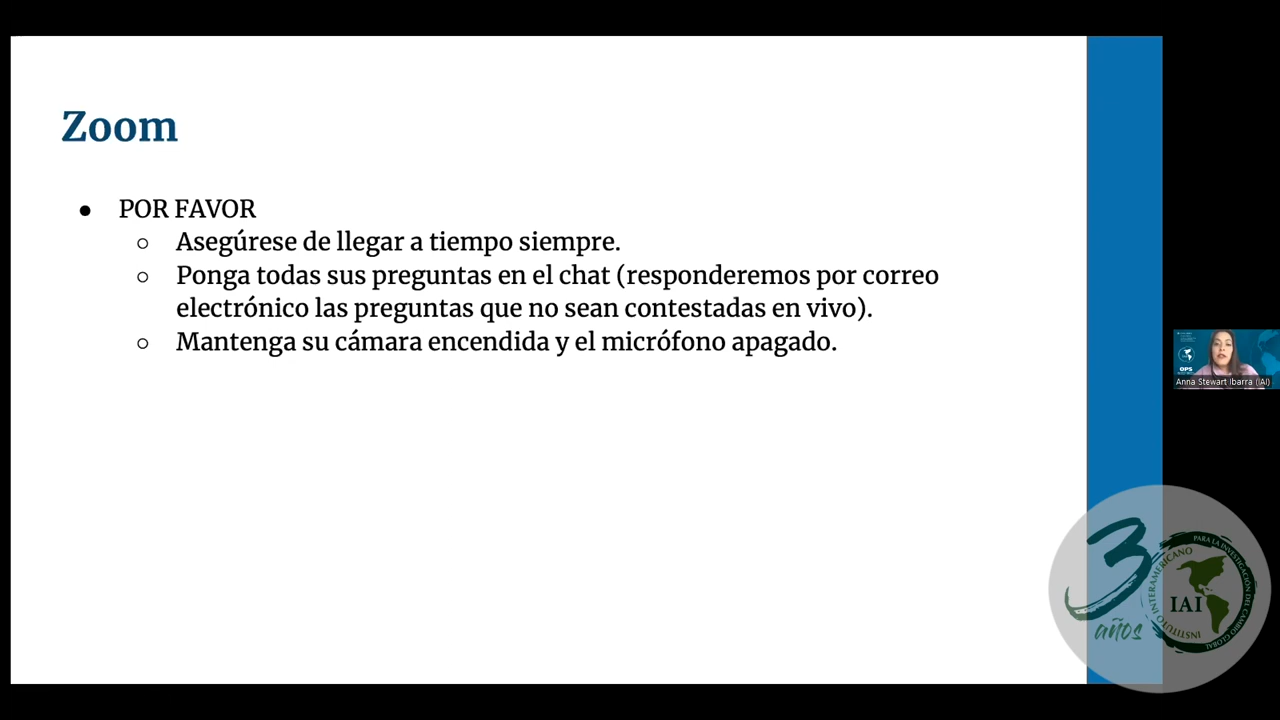 Zoom
● POR FAVOR
○ Asegúrese de llegar a tiempo siempre.
○ Ponga todas sus preguntas en el chat (responderemos por correo
electrónico las preguntas que no sean contestadas en vivo).
○ Mantenga su cámara encendida y el micrófono apagado.
OPS
Anna Stewart Ibarra (IAI)
30
años
INSTITUTO INTERAMERICANO
PARA LA INVESTIGACIÓN DEL CAMBIO GLOBAL
IAI